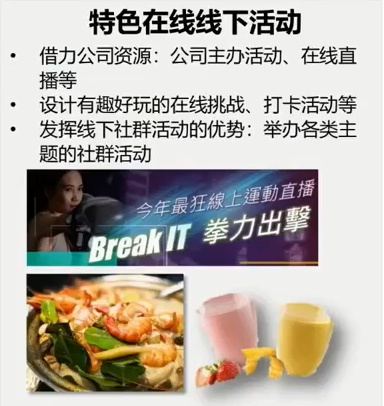 特色在线线下活动
• 借力公司资源：公司主办活动、在线直
播等
• 设计有趣好玩的在线挑战、打卡活动等
• 发挥线下社群活动的优势：举办各类主
题的社群活动
今年最狂線上運動直播
Break IT 拳力出擊